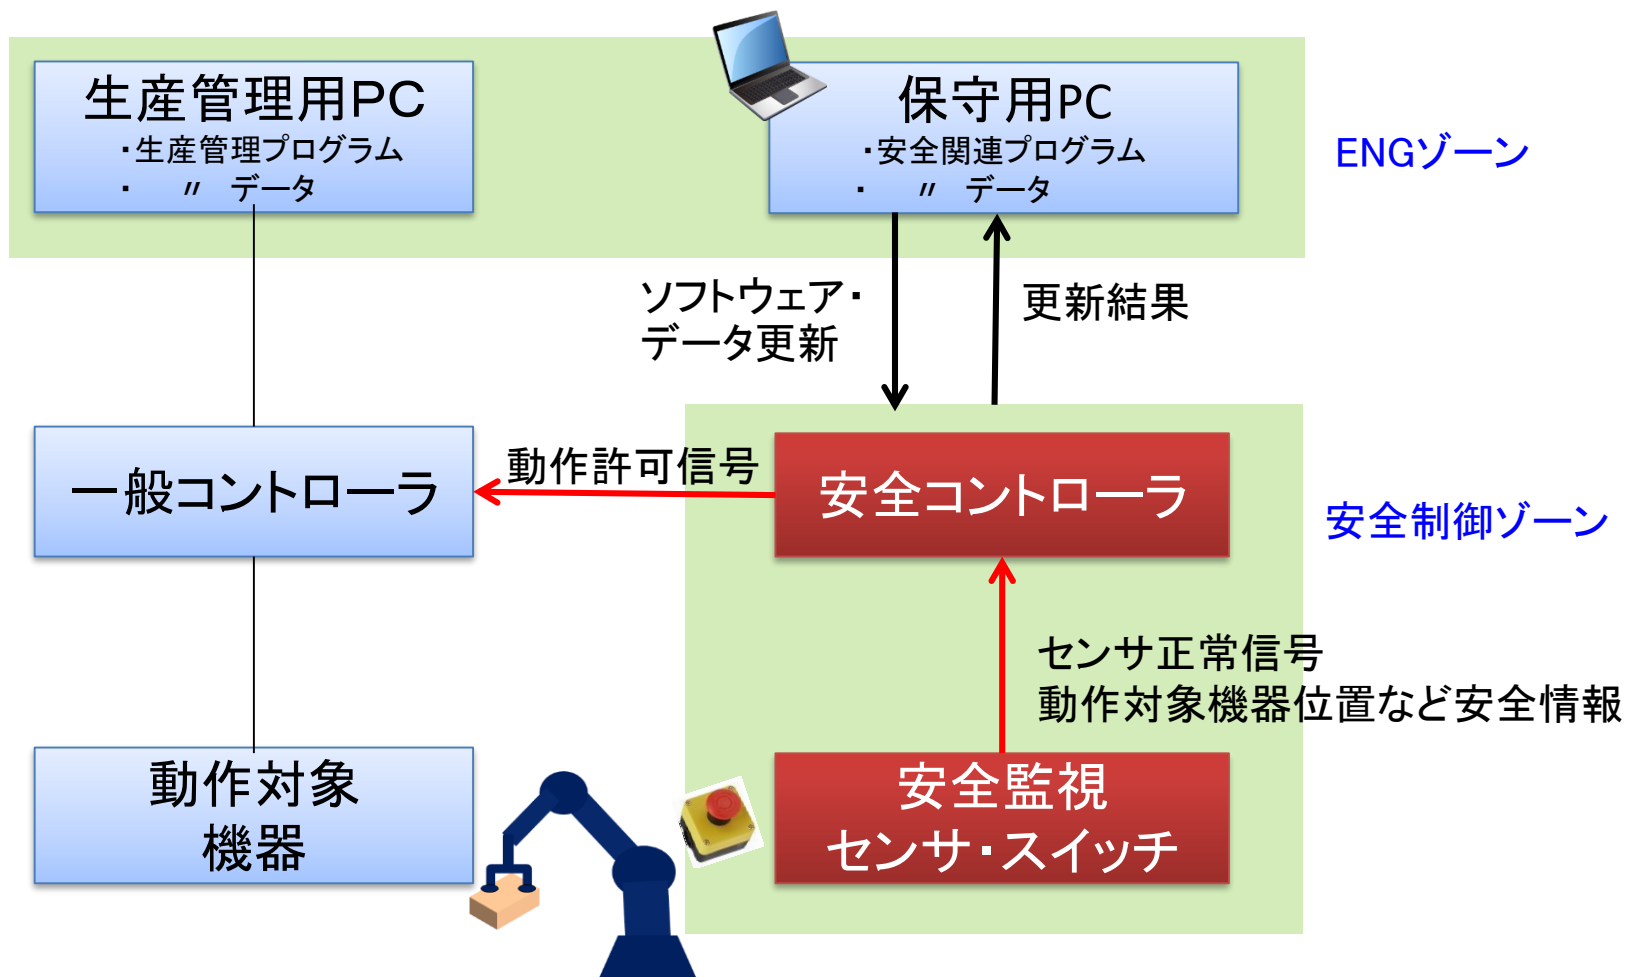 生産管理用PC
・生産管理プログラム
・ 〃 データ
保守用PC
・安全関連プログラム
・ 〃 データ
ENGゾーン
ソフトウェア・
データ更新
更新結果
一般コントローラ
動作許可信号
安全コントローラ
安全制御ゾーン
センサ正常信号
動作対象機器位置など安全情報
動作対象
機器
安全監視
センサ・スイッチ